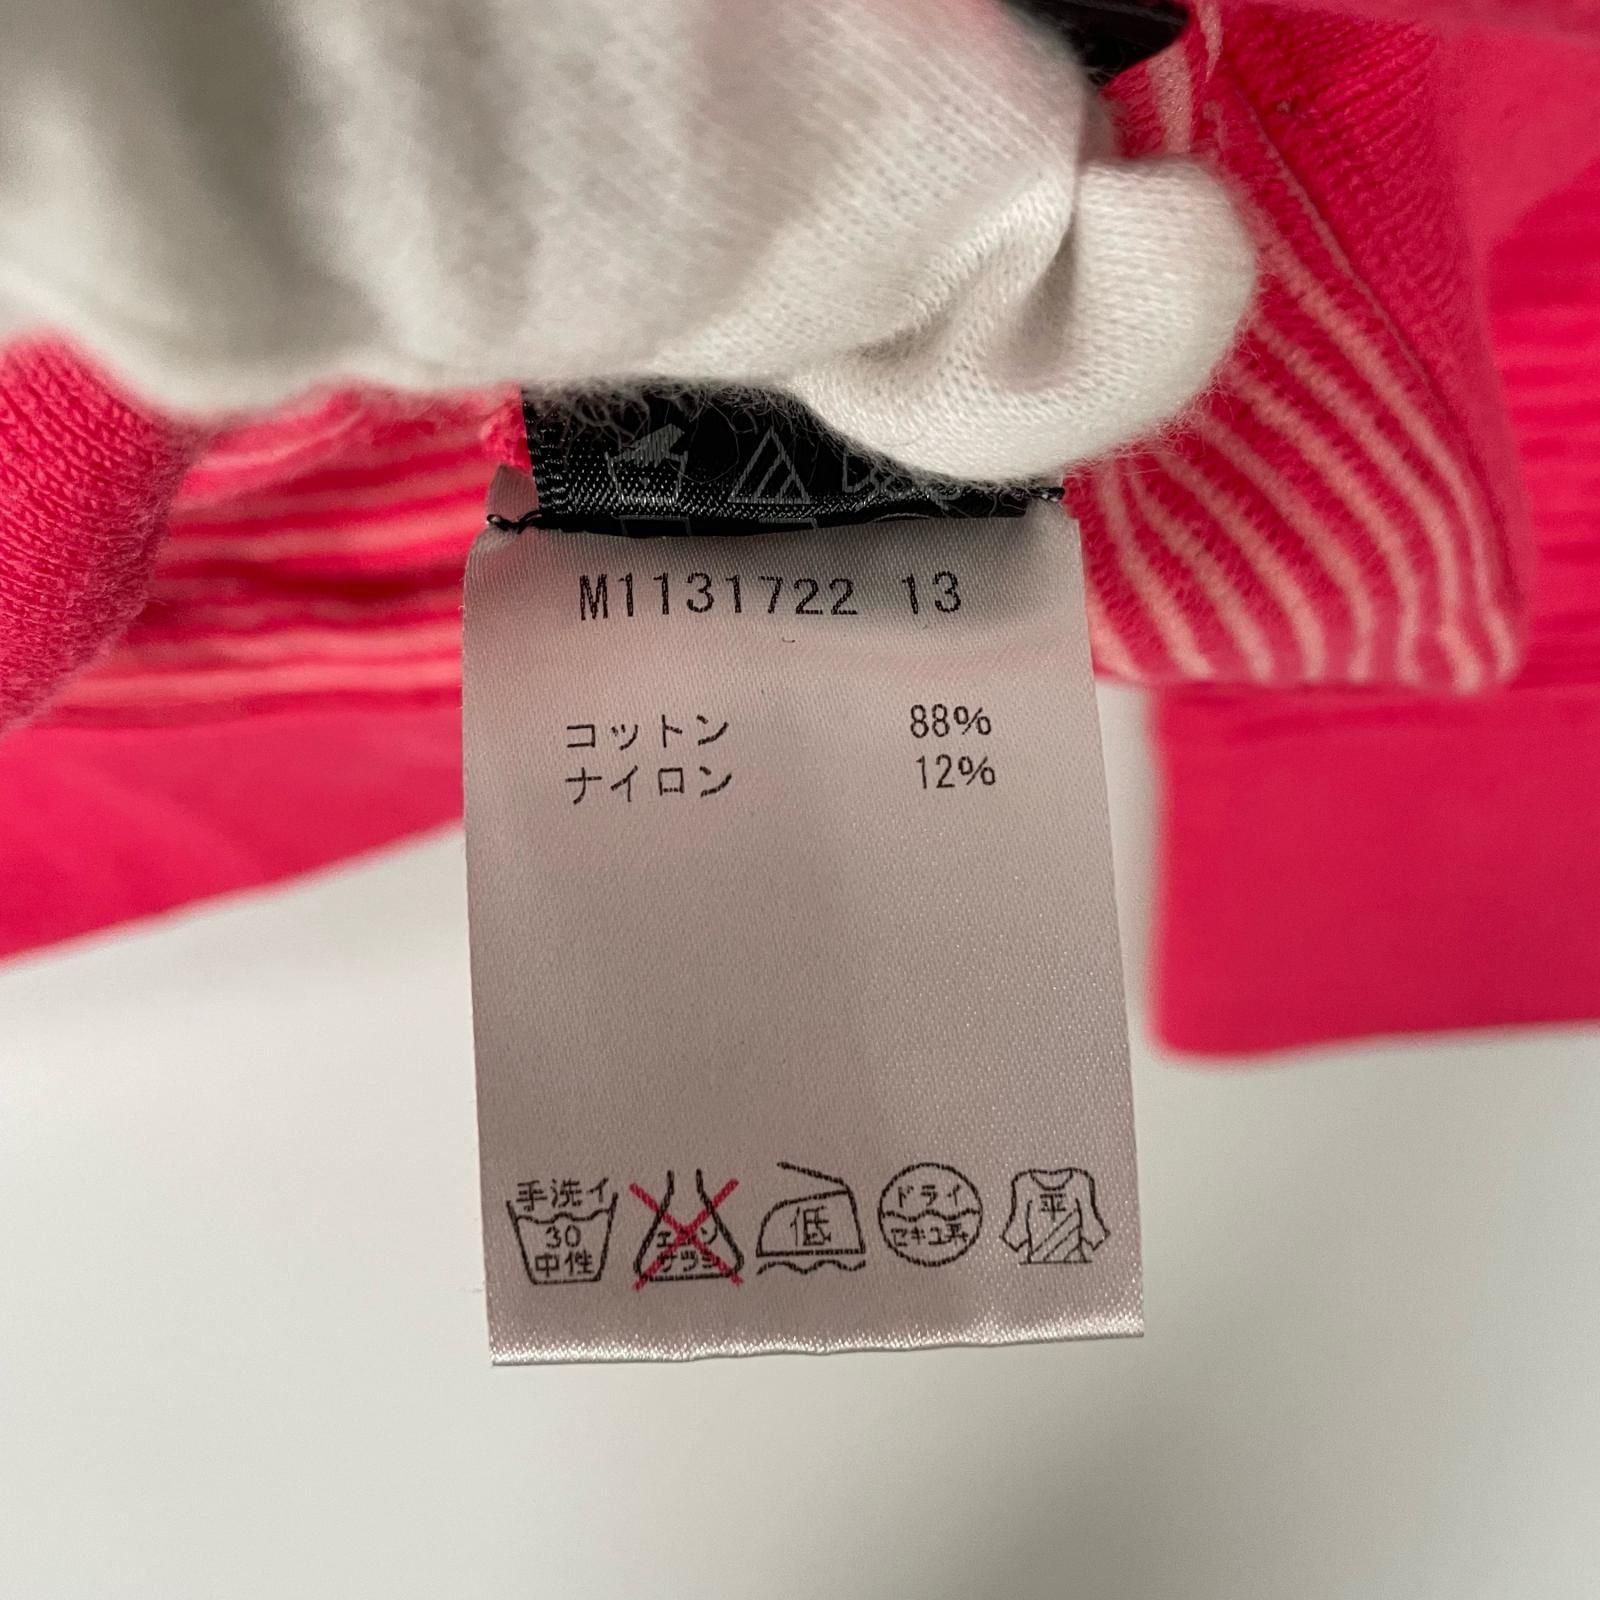 M1131722 13
コットン 88%
ナイロン 12%
手洗イ
30
中性
エンソ
サラシ
低
ドライ
セキユ系
平